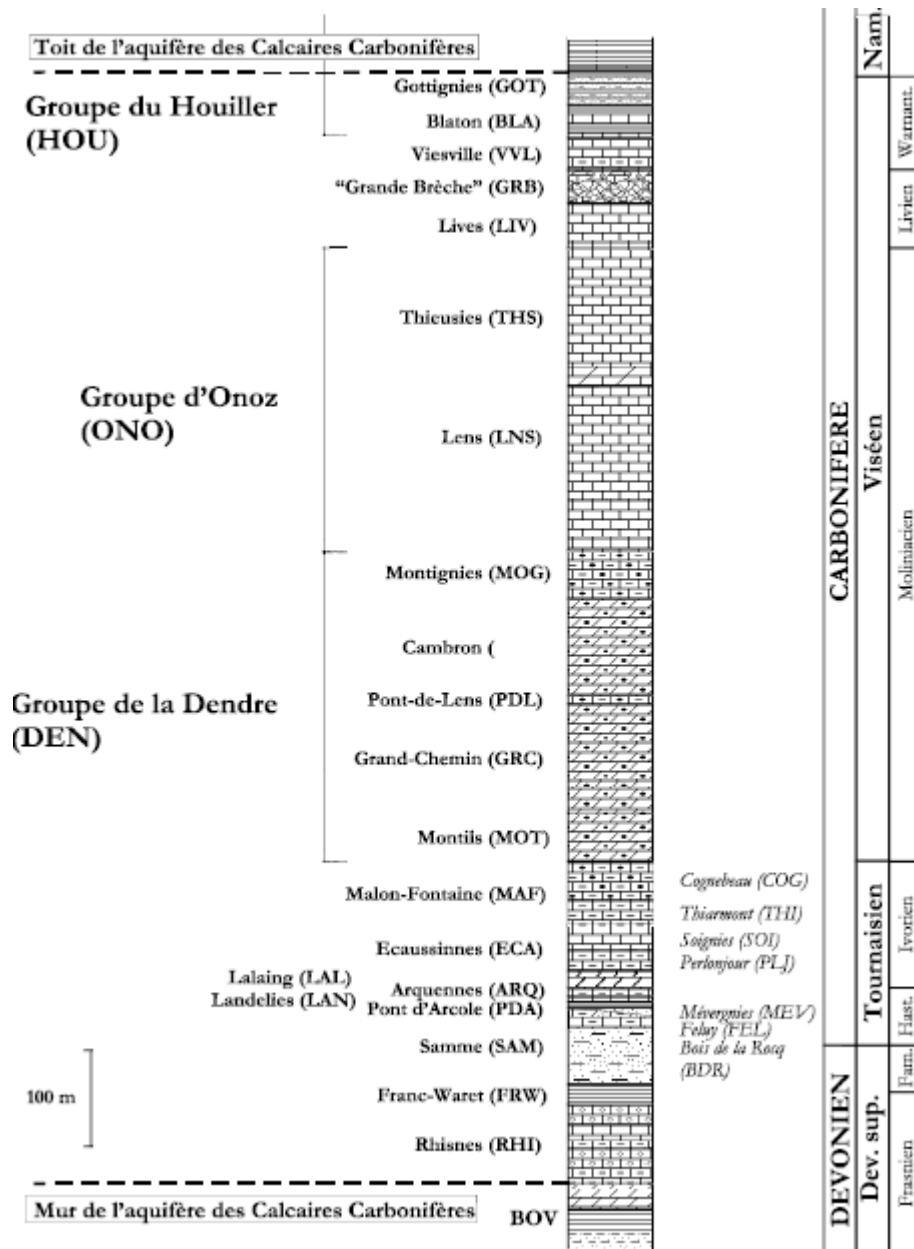 Toit de l'aquifère des Calcaires Carbonifères
Nam.
Groupe du Houiller
(HOU)
Gottignies (GOT)
Blaton (BLA)
Viesville (VVL)
Warnant.
"Grande Brèche" (GRB)
Lives (LIV)
Livien
Thieusies (THS)
Groupe d'Onoz
(ONO)
Lens (LNS)
CARBONIFERE
Viséen
Moliniacien
Montignies (MOG)
Cambron (
Pont-de-Lens (PDL)
Groupe de la Dendre
(DEN)
Grand-Chemin (GRC)
Montils (MOT)
Malon-Fontaine (MAF)
Cognebeau (COG)
Thiarmont (THI)
Ecaussinnes (ECA)
Soignies (SOI)
Perlonjour (PLJ)
Tournaisien
Ivorien
Lalaing (LAL)
Landelies (LAN)
Arquennes (ARQ)
Pont d'Arcole (PDA)
Mévergnies (MEV)
Feluy (FEL)
Bois de la Rocq
(BDR)
Hast.
Samme (SAM)
Fam.
100 m
Franc-Waret (FRW)
Rhisnes (RHI)
DEVONIEN
Dev. sup.
Frasnien
Mur de l'aquifère des Calcaires Carbonifères
BOV